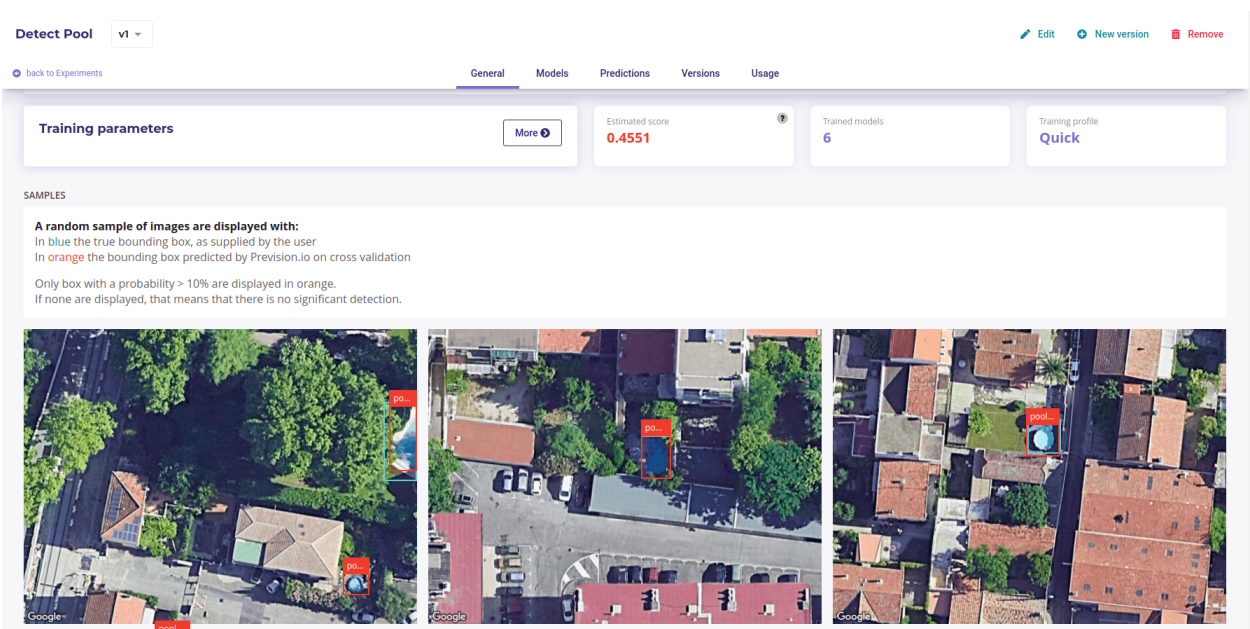 Detect Pool
v1
Edit
New version
Remove
back to Experiments
General
Models
Predictions
Versions
Usage
Training parameters
More
Estimated score
?
0.4551
Trained models
6
Training profile
Quick
SAMPLES
A random sample of images are displayed with:
In blue the true bounding box, as supplied by the user
In orange the bounding box predicted by Prevision.io on cross validation
Only box with a probability > 10% are displayed in orange.
If none are displayed, that means that there is no significant detection.
po...
po...
pool...
po...
Google
Google
Google
pool...